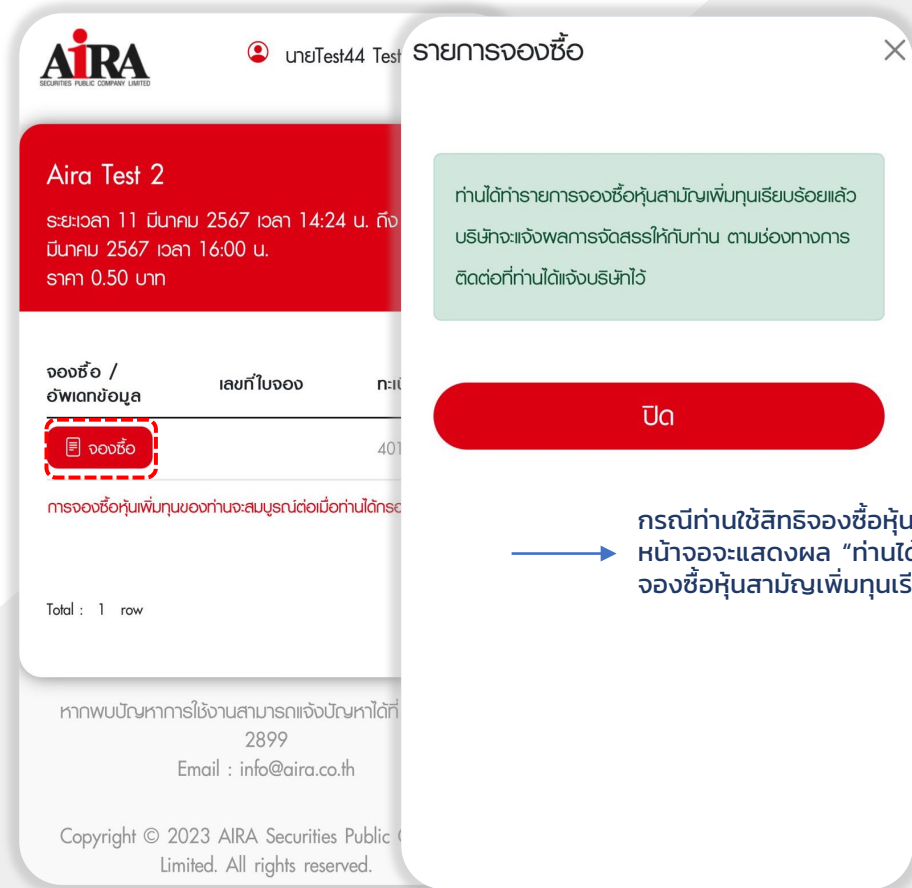 AiRA
SECURITIES PUBLIC COMPANY LIMITED
นายTest44 Test
Aira Test 2
ระยะเวลา 11 มีนาคม 2567 เวลา 14:24 น. ถึง
มีนาคม 2567 เวลา 16:00 น.
ราคา 0.50 บาท
จองซื้อ /
อัพเดทข้อมูล
เลขที่ใบจอง
จองซื้อ
401
การจองซื้อหุ้นเพิ่มทุนของท่านจะสมบูรณ์ต่อเมื่อท่านได้กรอ
Total : 1 row
หากพบปัญหาการใช้งานสามารถแจ้งปัญหาได้ที่
2899
Email : info@aira.co.th
Copyright © 2023 AIRA Securities Public
Limited. All rights reserved.
รายการจองซื้อ
ท่านได้ทำรายการจองซื้อหุ้นสามัญเพิ่มทุนเรียบร้อยแล้ว
บริษัทจะแจ้งผลการจัดสรรให้กับท่าน ตามช่องทางการ
ติดต่อที่ท่านได้แจ้งบริษัทไว้
ปิด
กรณีท่านใช้สิทธิจองซื้อหุ้น
หน้าจอจะแสดงผล “ท่านได้
จองซื้อหุ้นสามัญเพิ่มทุนเรี